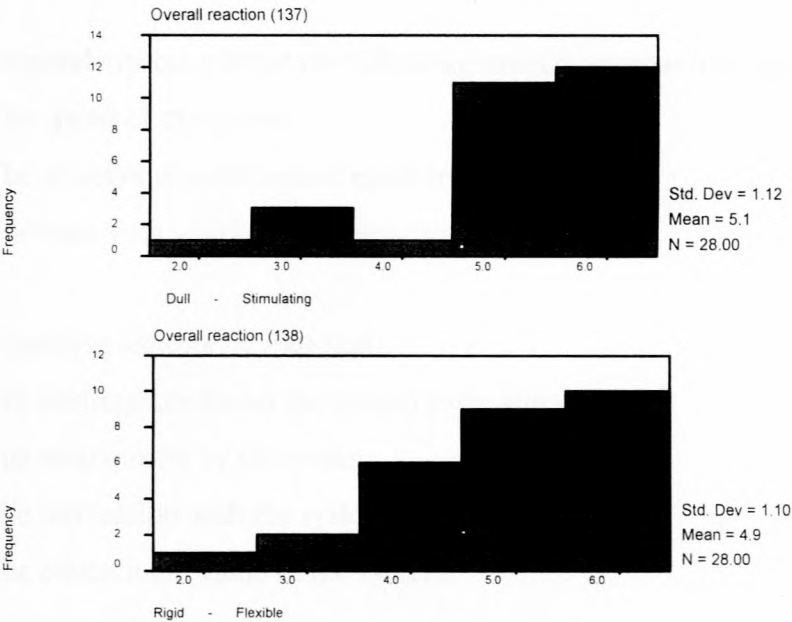 Overall reaction (137)
14
12
10
8
6
4
2
0
Frequency
2.0 3.0 4.0 5.0 6.0
Std. Dev = 1.12
Mean = 5.1
N = 28.00
Dull - Stimulating
Overall reaction (138)
12
10
8
6
4
2
0
Frequency
2.0 3.0 4.0 5.0 6.0
Std. Dev = 1.10
Mean = 4.9
N = 28.00
Rigid - Flexible